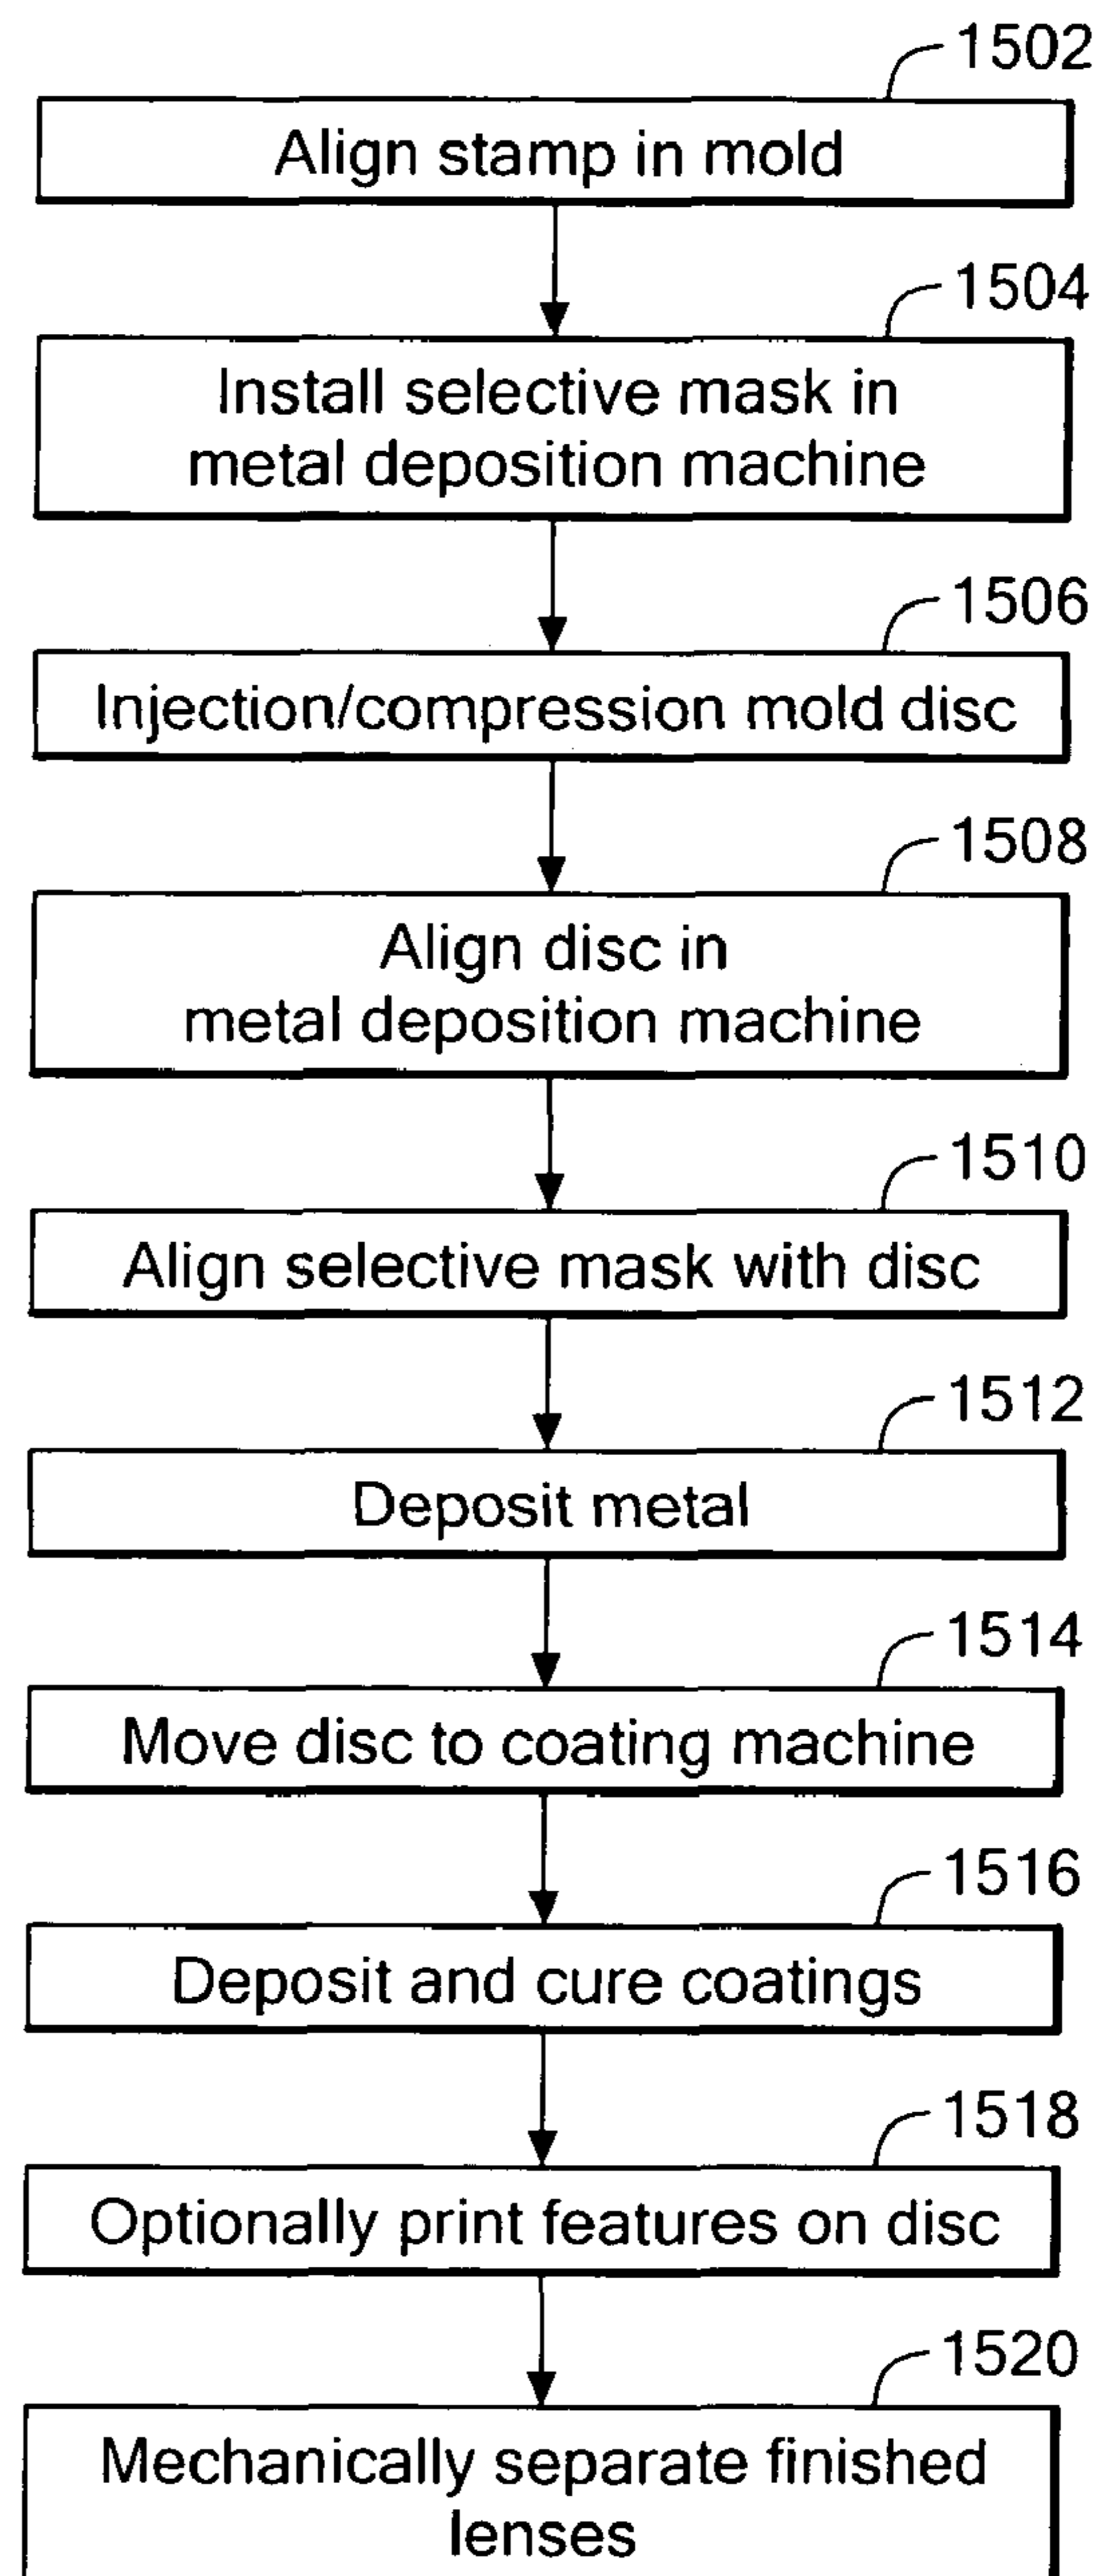 1502
Align stamp in mold
1504
Install selective mask in
metal deposition machine
1506
Injection/compression mold disc
1508
Align disc in
metal deposition machine
1510
Align selective mask with disc
1512
Deposit metal
1514
Move disc to coating machine
1516
Deposit and cure coatings
1518
Optionally print features on disc
1520
Mechanically separate finished
lenses